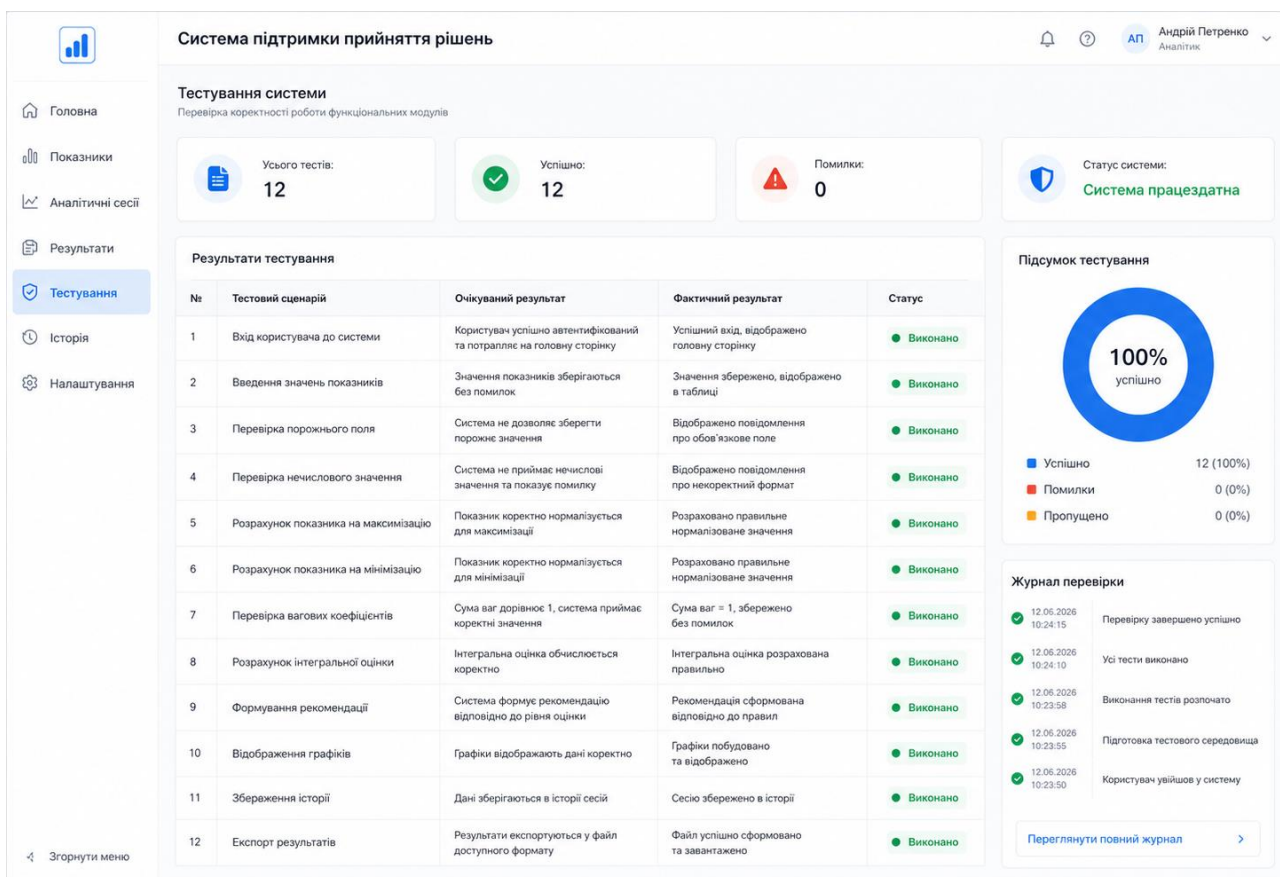 Система підтримки прийняття рішень
АП
Андрій Петренко
Аналітик
Головна
Показники
Аналітичні сесії
Результати
Тестування
Історія
Налаштування
Згорнути меню
Тестування системи
Перевірка коректності роботи функціональних модулів
Усього тестів:
12
Успішно:
12
Помилки:
0
Статус системи:
Система працездатна
Результати тестування
№ Тестовий сценарій Очікуваний результат Фактичний результат Статус
1 Вхід користувача до системи
Користувач успішно автентифікований
та потрапляє на головну сторінку
Успішний вхід, відображено
головну сторінку
Виконано
2 Введення значень показників
Значення показників зберігаються
без помилок
Значення збережено, відображено
в таблиці
Виконано
3 Перевірка порожнього поля
Система не дозволяє зберегти
порожнє значення
Відображено повідомлення
про обов'язкове поле
Виконано
4 Перевірка нечислового значення
Система не приймає нечислові
значення та показує помилку
Відображено повідомлення
про некоректний формат
Виконано
5 Розрахунок показника на максимізацію
Показник коректно нормалізується
для максимізації
Розраховано правильне
нормалізоване значення
Виконано
6 Розрахунок показника на мінімізацію
Показник коректно нормалізується
для мінімізації
Розраховано правильне
нормалізоване значення
Виконано
7 Перевірка вагових коефіцієнтів
Сума ваг дорівнює 1, система приймає
коректні значення
Сума ваг = 1, збережено
без помилок
Виконано
8 Розрахунок інтегральної оцінки
Інтегральна оцінка обчислюється
коректно
Інтегральна оцінка розрахована
правильно
Виконано
9 Формування рекомендації
Система формує рекомендацію
відповідно до рівня оцінки
Рекомендація сформована
відповідно до правил
Виконано
10 Відображення графіків
Графіки відображають дані коректно
Графіки побудовано
та відображено
Виконано
11 Збереження історії
Дані зберігаються в історії сесій
Сесію збережено в історії
Виконано
12 Експорт результатів
Результати експортуються у файл
доступного формату
Файл успішно сформовано
та завантажено
Виконано
Підсумок тестування
100%
успішно
Успішно 12 (100%)
Помилки 0 (0%)
Пропущено 0 (0%)
Журнал перевірки
12.06.2026
10:24:15
Перевірку завершено успішно
12.06.2026
10:24:10
Усі тести виконано
12.06.2026
10:23:58
Виконання тестів розпочато
12.06.2026
10:23:55
Підготовка тестового середовища
12.06.2026
10:23:50
Користувач увійшов у систему
Переглянути повний журнал